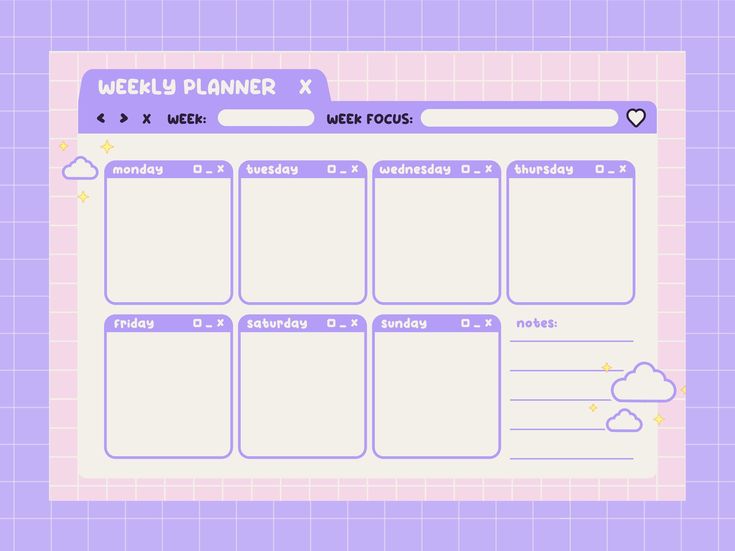 WEEKLY PLANNER X
< > X WEEK: WEEK FOCUS:
monday _ X tuesday _ X wednesday _ X thursday _ X
friday _ X saturday _ X sunday _ X notes: